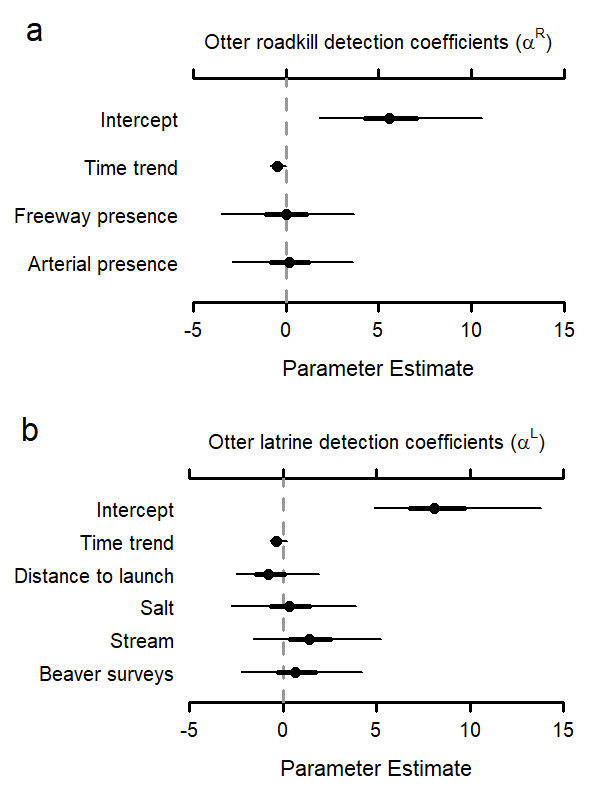 a
Otter roadkill detection coefficients (α^R)
Intercept
Time trend
Freeway presence
Arterial presence
-5 0 5 10 15
Parameter Estimate
b
Otter latrine detection coefficients (α^L)
Intercept
Time trend
Distance to launch
Salt
Stream
Beaver surveys
-5 0 5 10 15
Parameter Estimate